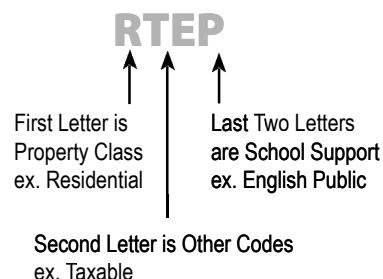 RTEP
First Letter is
Property Class
ex. Residential
Last Two Letters
are School Support
ex. English Public
Second Letter is Other Codes
ex. Taxable